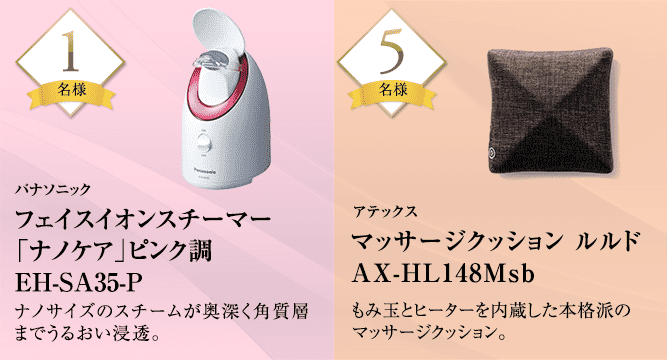 1
名様
Panasonic
パナソニック
フェイスイオンスチーマー
「ナノケア」ピンク調
EH-SA35-P
ナノサイズのスチームが奥深く角質層
までうるおい浸透。
5
名様
アテックス
マッサージクッション ルルド
AX-HL148Msb
もみ玉とヒーターを内蔵した本格派の
マッサージクッション。